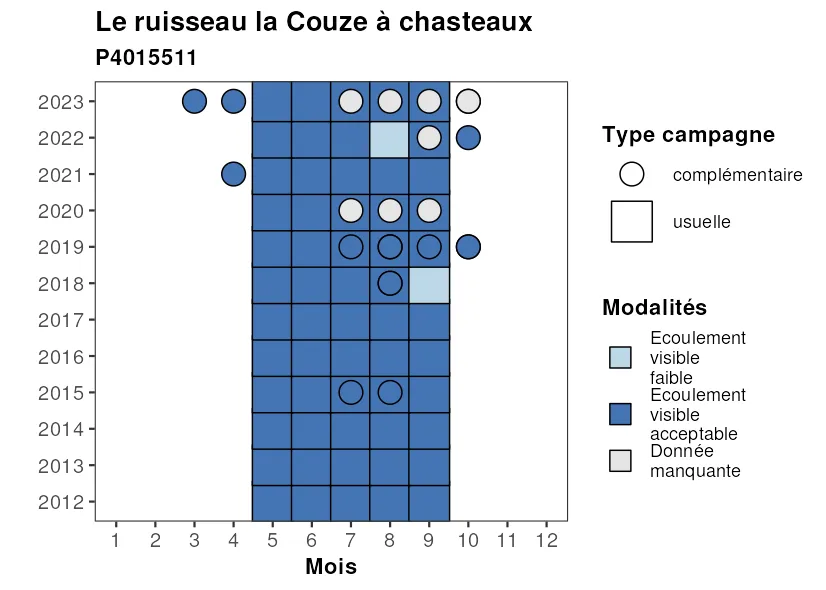 Le ruisseau la Couze à chasteaux
P4015511
2023
2022
2021
2020
2019
2018
2017
2016
2015
2014
2013
2012
1 2 3 4 5 6 7 8 9 10 11 12
Mois
Type campagne
complémentaire
usuelle
Modalités
Ecoulement
visible
faible
Ecoulement
visible
acceptable
Donnée
manquante